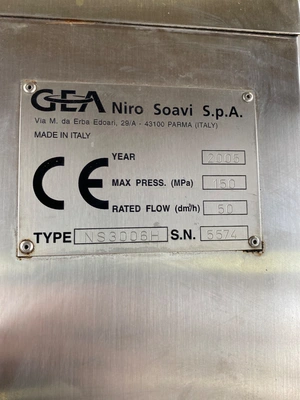 GEA Niro Soavi S.p.A.
Via M. da Erba Edoari, 29/A - 43100 PARMA (ITALY)
MADE IN ITALY
CE
YEAR 2006
MAX PRESS. (MPa) 150
RATED FLOW (dm³/h) 50
TYPE NS3006H S.N. 5574